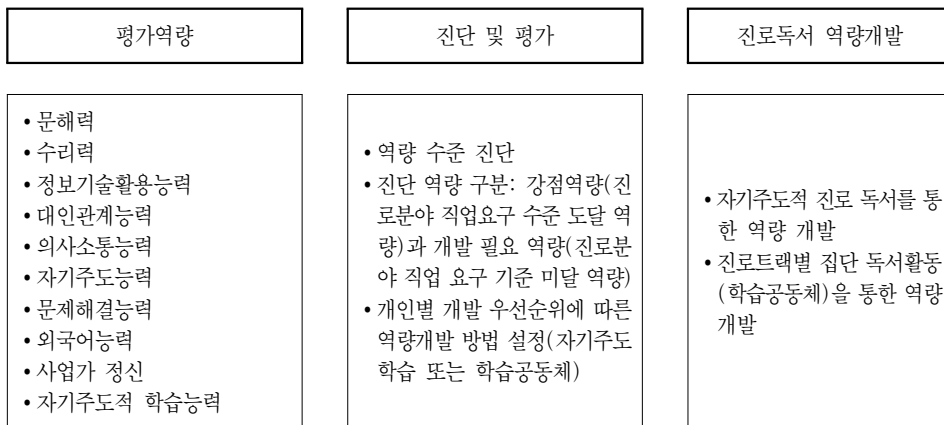 평가역량
진단 및 평가
진로독서 역량개발
• 문해력
• 수리력
• 정보기술활용능력
• 대인관계능력
• 의사소통능력
• 자기주도능력
• 문제해결능력
• 외국어능력
• 사업가 정신
• 자기주도적 학습능력
• 역량 수준 진단
• 진단 역량 구분: 강점역량(진
로분야 직업요구 수준 도달 역
량)과 개발 필요 역량(진로분
야 직업 요구 기준 미달 역량)
• 개인별 개발 우선순위에 따른
역량개발 방법 설정(자기주도
학습 또는 학습공동체)
• 자기주도적 진로 독서를 통
한 역량 개발
• 진로트랙별 집단 독서활동
(학습공동체)을 통한 역량
개발